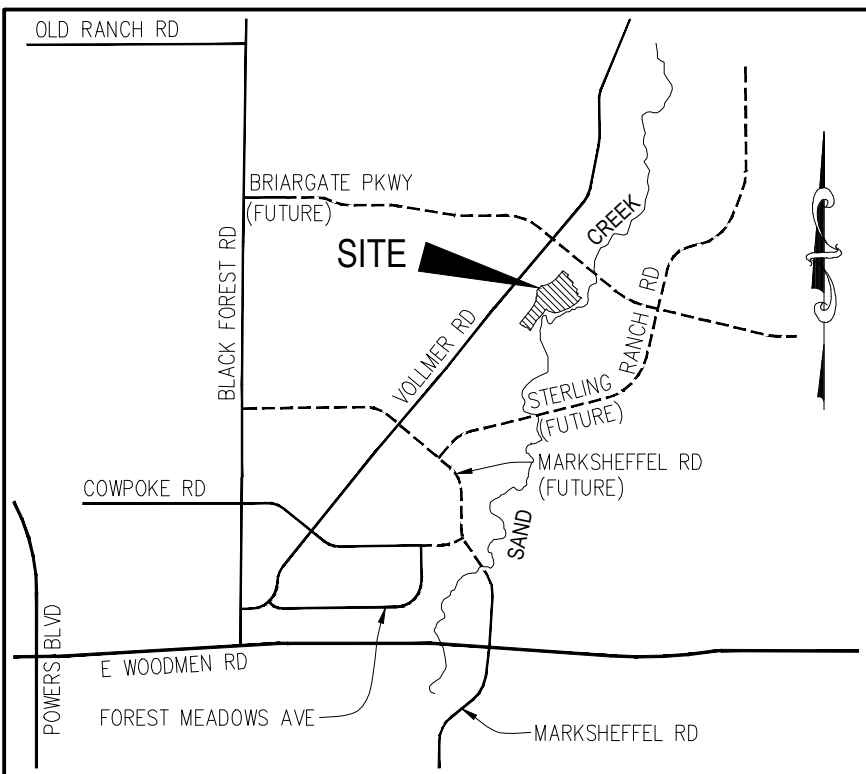 OLD RANCH RD
BRIARGATE PKWY
(FUTURE)
SITE
CREEK
BLACK FOREST RD
VOLLMER RD
STERLING RANCH RD
(FUTURE)
MARKSHEFFEL RD
(FUTURE)
COWPOKE RD
SAND
POWERS BLVD
E WOODMEN RD
FOREST MEADOWS AVE
MARKSHEFFEL RD